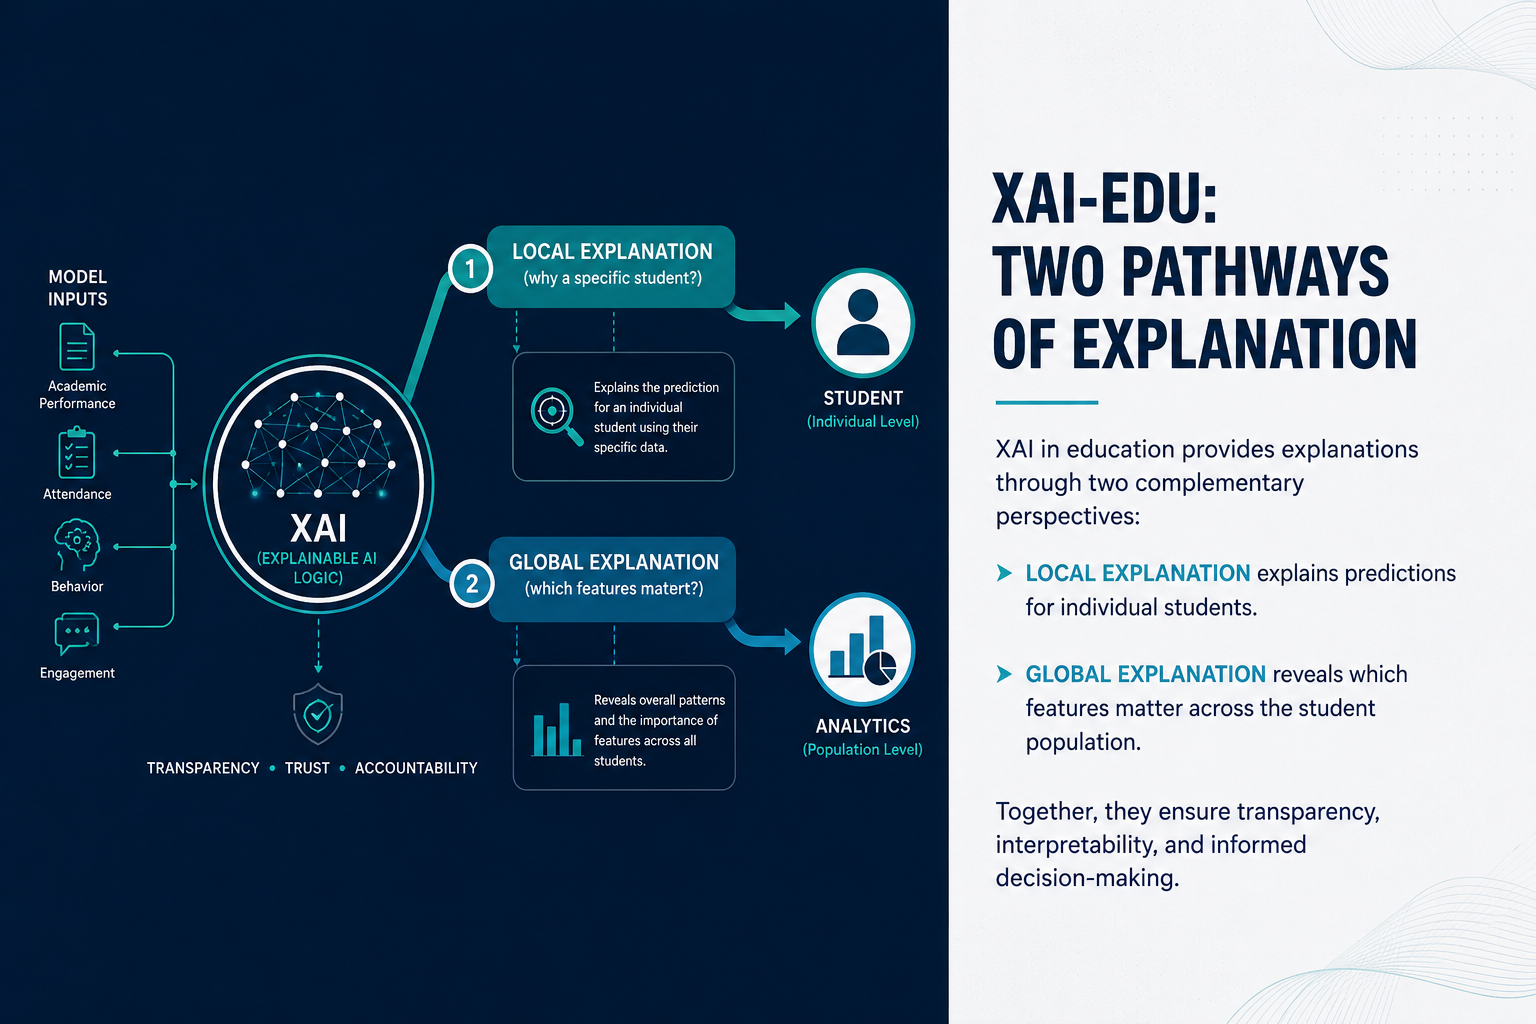 MODEL
INPUTS
Academic
Performance
Attendance
Behavior
Engagement
XAI
(EXPLAINABLE AI
LOGIC)
TRANSPARENCY • TRUST • ACCOUNTABILITY
1
LOCAL EXPLANATION
(why a specific student?)
Explains the prediction
for an individual
student using their
specific data.
STUDENT
(Individual Level)
2
GLOBAL EXPLANATION
(which features matert?)
Reveals overall patterns
and the importance of
features across all
students.
ANALYTICS
(Population Level)
XAI-EDU:
TWO PATHWAYS
OF EXPLANATION
XAI in education provides explanations
through two complementary
perspectives:
LOCAL EXPLANATION explains predictions
for individual students.
GLOBAL EXPLANATION reveals which
features matter across the student
population.
Together, they ensure transparency,
interpretability, and informed
decision-making.